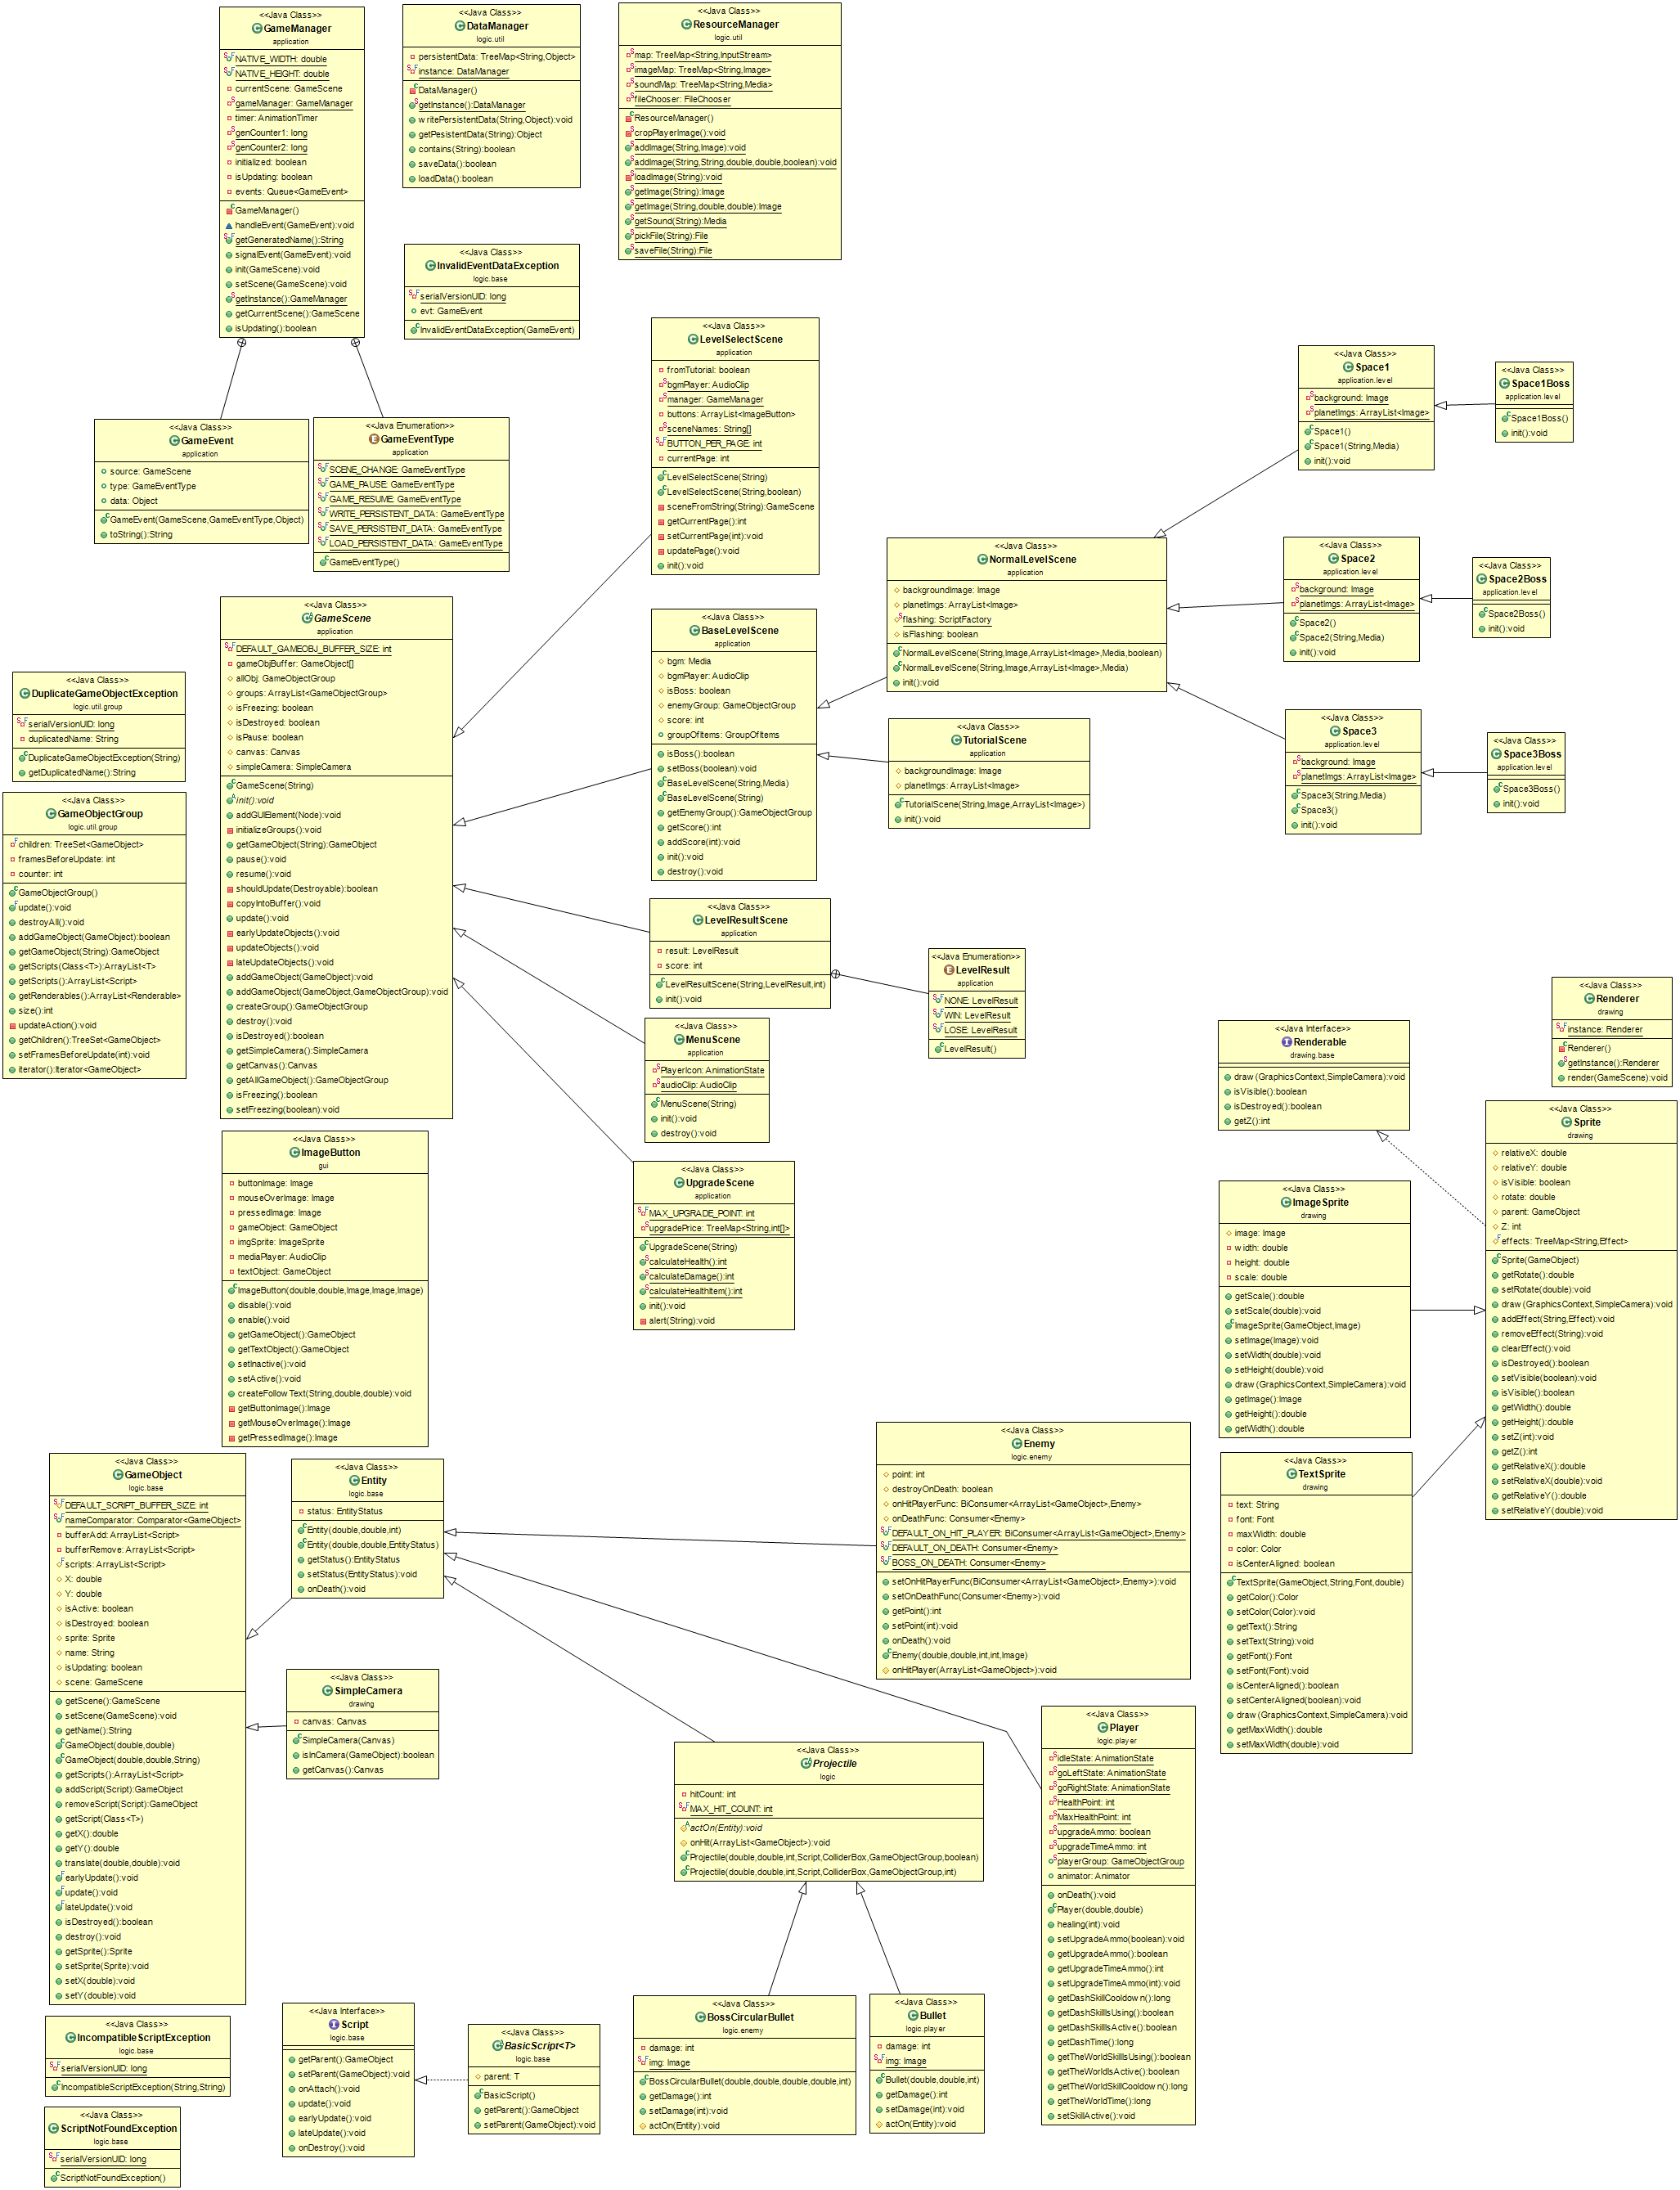 <<Java Class>>
GameManager
application
NATIVE_WIDTH: double
NATIVE_HEIGHT: double
currentScene: GameScene
gameManager: GameManager
timer: AnimationTimer
genCounter1: long
genCounter2: long
initialized: boolean
isUpdating: boolean
events: Queue<GameEvent>
GameManager()
handleEvent(GameEvent):void
getGeneratedName():String
signalEvent(GameEvent):void
init(GameScene):void
setScene(GameScene):void
getInstance():GameManager
getCurrentScene():GameScene
isUpdating():boolean
<<Java Class>>
DataManager
logic.util
persistentData: TreeMap<String,Object>
instance: DataManager
DataManager()
getInstance():DataManager
writePersistentData(String,Object):void
getPesistentData(String):Object
contains(String):boolean
saveData():boolean
loadData():boolean
<<Java Class>>
ResourceManager
logic.util
map: TreeMap<String,InputStream>
imageMap: TreeMap<String,Image>
soundMap: TreeMap<String,Media>
fileChooser: FileChooser
ResourceManager()
cropPlayerImage():void
addImage(String,Image):void
addImage(String,String,double,double,boolean):void
loadImage(String):void
getImage(String):Image
getImage(String,double,double):Image
getSound(String):Media
pickFile(String):File
saveFile(String):File
<<Java Class>>
InvalidEventDataException
logic.base
serialVersionUID: long
evt: GameEvent
InvalidEventDataException(GameEvent)
<<Java Class>>
LevelSelectScene
application
fromTutorial: boolean
bgmPlayer: AudioClip
manager: GameManager
buttons: ArrayList<ImageButton>
sceneNames: String[]
BUTTON_PER_PAGE: int
currentPage: int
LevelSelectScene(String)
LevelSelectScene(String,boolean)
sceneFromString(String):GameScene
getCurrentPage():int
setCurrentPage(int):void
updatePage():void
init():void
<<Java Class>>
Space1
application.level
background: Image
planetImgs: ArrayList<Image>
Space1()
Space1(String,Media)
init():void
<<Java Class>>
Space1Boss
application.level
Space1Boss()
init():void
<<Java Class>>
GameEvent
application
source: GameScene
type: GameEventType
data: Object
GameEvent(GameScene,GameEventType,Object)
toString():String
<<Java Enumeration>>
GameEventType
application
SCENE_CHANGE: GameEventType
GAME_PAUSE: GameEventType
GAME_RESUME: GameEventType
WRITE_PERSISTENT_DATA: GameEventType
SAVE_PERSISTENT_DATA: GameEventType
LOAD_PERSISTENT_DATA: GameEventType
GameEventType()
<<Java Class>>
NormalLevelScene
application
backgroundImage: Image
planetImgs: ArrayList<Image>
flashing: ScriptFactory
isFlashing: boolean
NormalLevelScene(String,Image,ArrayList<Image>,Media,boolean)
NormalLevelScene(String,Image,ArrayList<Image>,Media)
init():void
<<Java Class>>
Space2
application.level
background: Image
planetImgs: ArrayList<Image>
Space2()
Space2(String,Media)
init():void
<<Java Class>>
Space2Boss
application.level
Space2Boss()
init():void
<<Java Class>>
GameScene
application
DEFAULT_GAMEOBJ_BUFFER_SIZE: int
gameObjBuffer: GameObject[]
allObj: GameObjectGroup
groups: ArrayList<GameObjectGroup>
isFreezing: boolean
isDestroyed: boolean
isPause: boolean
canvas: Canvas
simpleCamera: SimpleCamera
GameScene(String)
init():void
addGUIElement(Node):void
initializeGroups():void
getGameObject(String):GameObject
pause():void
resume():void
shouldUpdate(Destroyable):boolean
copyIntoBuffer():void
update():void
earlyUpdateObjects():void
updateObjects():void
lateUpdateObjects():void
addGameObject(GameObject):void
addGameObject(GameObject,GameObjectGroup):void
createGroup():GameObjectGroup
destroy():void
isDestroyed():boolean
getSimpleCamera():SimpleCamera
getCanvas():Canvas
getAllGameObject():GameObjectGroup
isFreezing():boolean
setFreezing(boolean):void
<<Java Class>>
BaseLevelScene
application
bgm: Media
bgmPlayer: AudioClip
isBoss: boolean
enemyGroup: GameObjectGroup
score: int
groupOfItems: GroupOfItems
isBoss():boolean
setBoss(boolean):void
BaseLevelScene(String,Media)
BaseLevelScene(String)
getEnemyGroup():GameObjectGroup
getScore():int
addScore(int):void
init():void
destroy():void
<<Java Class>>
TutorialScene
application
backgroundImage: Image
planetImgs: ArrayList<Image>
TutorialScene(String,Image,ArrayList<Image>)
init():void
<<Java Class>>
Space3
application.level
background: Image
planetImgs: ArrayList<Image>
Space3(String,Media)
Space3()
init():void
<<Java Class>>
Space3Boss
application.level
Space3Boss()
init():void
<<Java Class>>
DuplicateGameObjectException
logic.util.group
serialVersionUID: long
duplicatedName: String
DuplicateGameObjectException(String)
getDuplicatedName():String
<<Java Class>>
GameObjectGroup
logic.util.group
children: TreeSet<GameObject>
framesBeforeUpdate: int
counter: int
GameObjectGroup()
update():void
destroyAll():void
addGameObject(GameObject):boolean
getGameObject(String):GameObject
getScripts(Class<T>):ArrayList<T>
getScripts():ArrayList<Script>
getRenderables():ArrayList<Renderable>
size():int
updateAction():void
getChildren():TreeSet<GameObject>
setFramesBeforeUpdate(int):void
iterator():Iterator<GameObject>
<<Java Class>>
LevelResultScene
application
result: LevelResult
score: int
LevelResultScene(String,LevelResult,int)
init():void
<<Java Enumeration>>
LevelResult
application
NONE: LevelResult
WIN: LevelResult
LOSE: LevelResult
LevelResult()
<<Java Class>>
MenuScene
application
PlayerIcon: AnimationState
audioClip: AudioClip
MenuScene(String)
init():void
destroy():void
<<Java Class>>
Renderer
drawing
instance: Renderer
Renderer()
getInstance():Renderer
render(GameScene):void
<<Java Interface>>
Renderable
drawing.base
draw(GraphicsContext,SimpleCamera):void
isVisible():boolean
isDestroyed():boolean
getZ():int
<<Java Class>>
Sprite
drawing
relativeX: double
relativeY: double
isVisible: boolean
rotate: double
parent: GameObject
Z: int
effects: TreeMap<String,Effect>
Sprite(GameObject)
getRotate():double
setRotate(double):void
draw(GraphicsContext,SimpleCamera):void
addEffect(String,Effect):void
removeEffect(String):void
clearEffect():void
isDestroyed():boolean
setVisible(boolean):void
isVisible():boolean
getWidth():double
getHeight():double
setZ(int):void
getZ():int
getRelativeX():double
setRelativeX(double):void
getRelativeY():double
setRelativeY(double):void
<<Java Class>>
ImageButton
gui
buttonImage: Image
mouseOverImage: Image
pressedImage: Image
gameObject: GameObject
imgSprite: ImageSprite
mediaPlayer: AudioClip
textObject: GameObject
ImageButton(double,double,Image,Image,Image)
disable():void
enable():void
getGameObject():GameObject
getTextObject():GameObject
setInactive():void
setActive():void
createFollowText(String,double,double):void
getButtonImage():Image
getMouseOverImage():Image
getPressedImage():Image
<<Java Class>>
UpgradeScene
application
MAX_UPGRADE_POINT: int
upgradePrice: TreeMap<String,int[]>
UpgradeScene(String)
calculateHealth():int
calculateDamage():int
calculateHealthItem():int
init():void
alert(String):void
<<Java Class>>
ImageSprite
drawing
image: Image
width: double
height: double
scale: double
getScale():double
setScale(double):void
ImageSprite(GameObject,Image)
setImage(Image):void
setWidth(double):void
setHeight(double):void
draw(GraphicsContext,SimpleCamera):void
getImage():Image
getHeight():double
getWidth():double
<<Java Class>>
TextSprite
drawing
text: String
font: Font
maxWidth: double
color: Color
isCenterAligned: boolean
TextSprite(GameObject,String,Font,double)
getColor():Color
setColor(Color):void
getText():String
setText(String):void
getFont():Font
setFont(Font):void
isCenterAligned():boolean
setCenterAligned(boolean):void
draw(GraphicsContext,SimpleCamera):void
getMaxWidth():double
setMaxWidth(double):void
<<Java Class>>
GameObject
logic.base
DEFAULT_SCRIPT_BUFFER_SIZE: int
nameComparator: Comparator<GameObject>
bufferAdd: ArrayList<Script>
bufferRemove: ArrayList<Script>
scripts: ArrayList<Script>
X: double
Y: double
isActive: boolean
isDestroyed: boolean
sprite: Sprite
name: String
isUpdating: boolean
scene: GameScene
getScene():GameScene
setScene(GameScene):void
getName():String
GameObject(double,double)
GameObject(double,double,String)
getScripts():ArrayList<Script>
addScript(Script):GameObject
removeScript(Script):GameObject
getScript(Class<T>)
getX():double
getY():double
translate(double,double):void
earlyUpdate():void
update():void
lateUpdate():void
isDestroyed():boolean
destroy():void
getSprite():Sprite
setSprite(Sprite):void
setX(double):void
setY(double):void
<<Java Class>>
Entity
logic.base
status: EntityStatus
Entity(double,double,int)
Entity(double,double,EntityStatus)
getStatus():EntityStatus
setStatus(EntityStatus):void
onDeath():void
<<Java Class>>
Enemy
logic.enemy
point: int
destroyOnDeath: boolean
onHitPlayerFunc: BiConsumer<ArrayList<GameObject>,Enemy>
onDeathFunc: Consumer<Enemy>
DEFAULT_ON_HIT_PLAYER: BiConsumer<ArrayList<GameObject>,Enemy>
DEFAULT_ON_DEATH: Consumer<Enemy>
BOSS_ON_DEATH: Consumer<Enemy>
setOnHitPlayerFunc(BiConsumer<ArrayList<GameObject>,Enemy>):void
setOnDeathFunc(Consumer<Enemy>):void
getPoint():int
setPoint(int):void
onDeath():void
Enemy(double,double,int,int,Image)
onHitPlayer(ArrayList<GameObject>):void
<<Java Class>>
SimpleCamera
drawing
canvas: Canvas
SimpleCamera(Canvas)
isInCamera(GameObject):boolean
getCanvas():Canvas
<<Java Class>>
Projectile
logic
hitCount: int
MAX_HIT_COUNT: int
actOn(Entity):void
onHit(ArrayList<GameObject>):void
Projectile(double,double,int,Script,ColliderBox,GameObjectGroup,boolean)
Projectile(double,double,int,Script,ColliderBox,GameObjectGroup,int)
<<Java Class>>
Player
logic.player
idleState: AnimationState
goLeftState: AnimationState
goRightState: AnimationState
HealthPoint: int
MaxHealthPoint: int
upgradeAmmo: boolean
upgradeTimeAmmo: int
playerGroup: GameObjectGroup
animator: Animator
onDeath():void
Player(double,double)
healing(int):void
setUpgradeAmmo(boolean):void
getUpgradeAmmo():boolean
getUpgradeTimeAmmo():int
setUpgradeTimeAmmo(int):void
getDashSkillCooldown():long
getDashSkillIsUsing():boolean
getDashSkillIsActive():boolean
getDashTime():long
getTheWorldSkillIsUsing():boolean
getTheWorldIsActive():boolean
getTheWorldSkillCooldown():long
getTheWorldTime():long
setSkillActive():void
<<Java Class>>
IncompatibleScriptException
logic.base
serialVersionUID: long
IncompatibleScriptException(String,String)
<<Java Class>>
ScriptNotFoundException
logic.base
serialVersionUID: long
ScriptNotFoundException()
<<Java Interface>>
Script
logic.base
getParent():GameObject
setParent(GameObject):void
onAttach():void
update():void
earlyUpdate():void
lateUpdate():void
onDestroy():void
<<Java Class>>
BasicScript<T>
logic.base
parent: T
BasicScript()
getParent():GameObject
setParent(GameObject):void
<<Java Class>>
BossCircularBullet
logic.enemy
damage: int
img: Image
BossCircularBullet(double,double,double,double,int)
getDamage():int
setDamage(int):void
actOn(Entity):void
<<Java Class>>
Bullet
logic.player
damage: int
img: Image
Bullet(double,double,int)
getDamage():int
setDamage(int):void
actOn(Entity):void